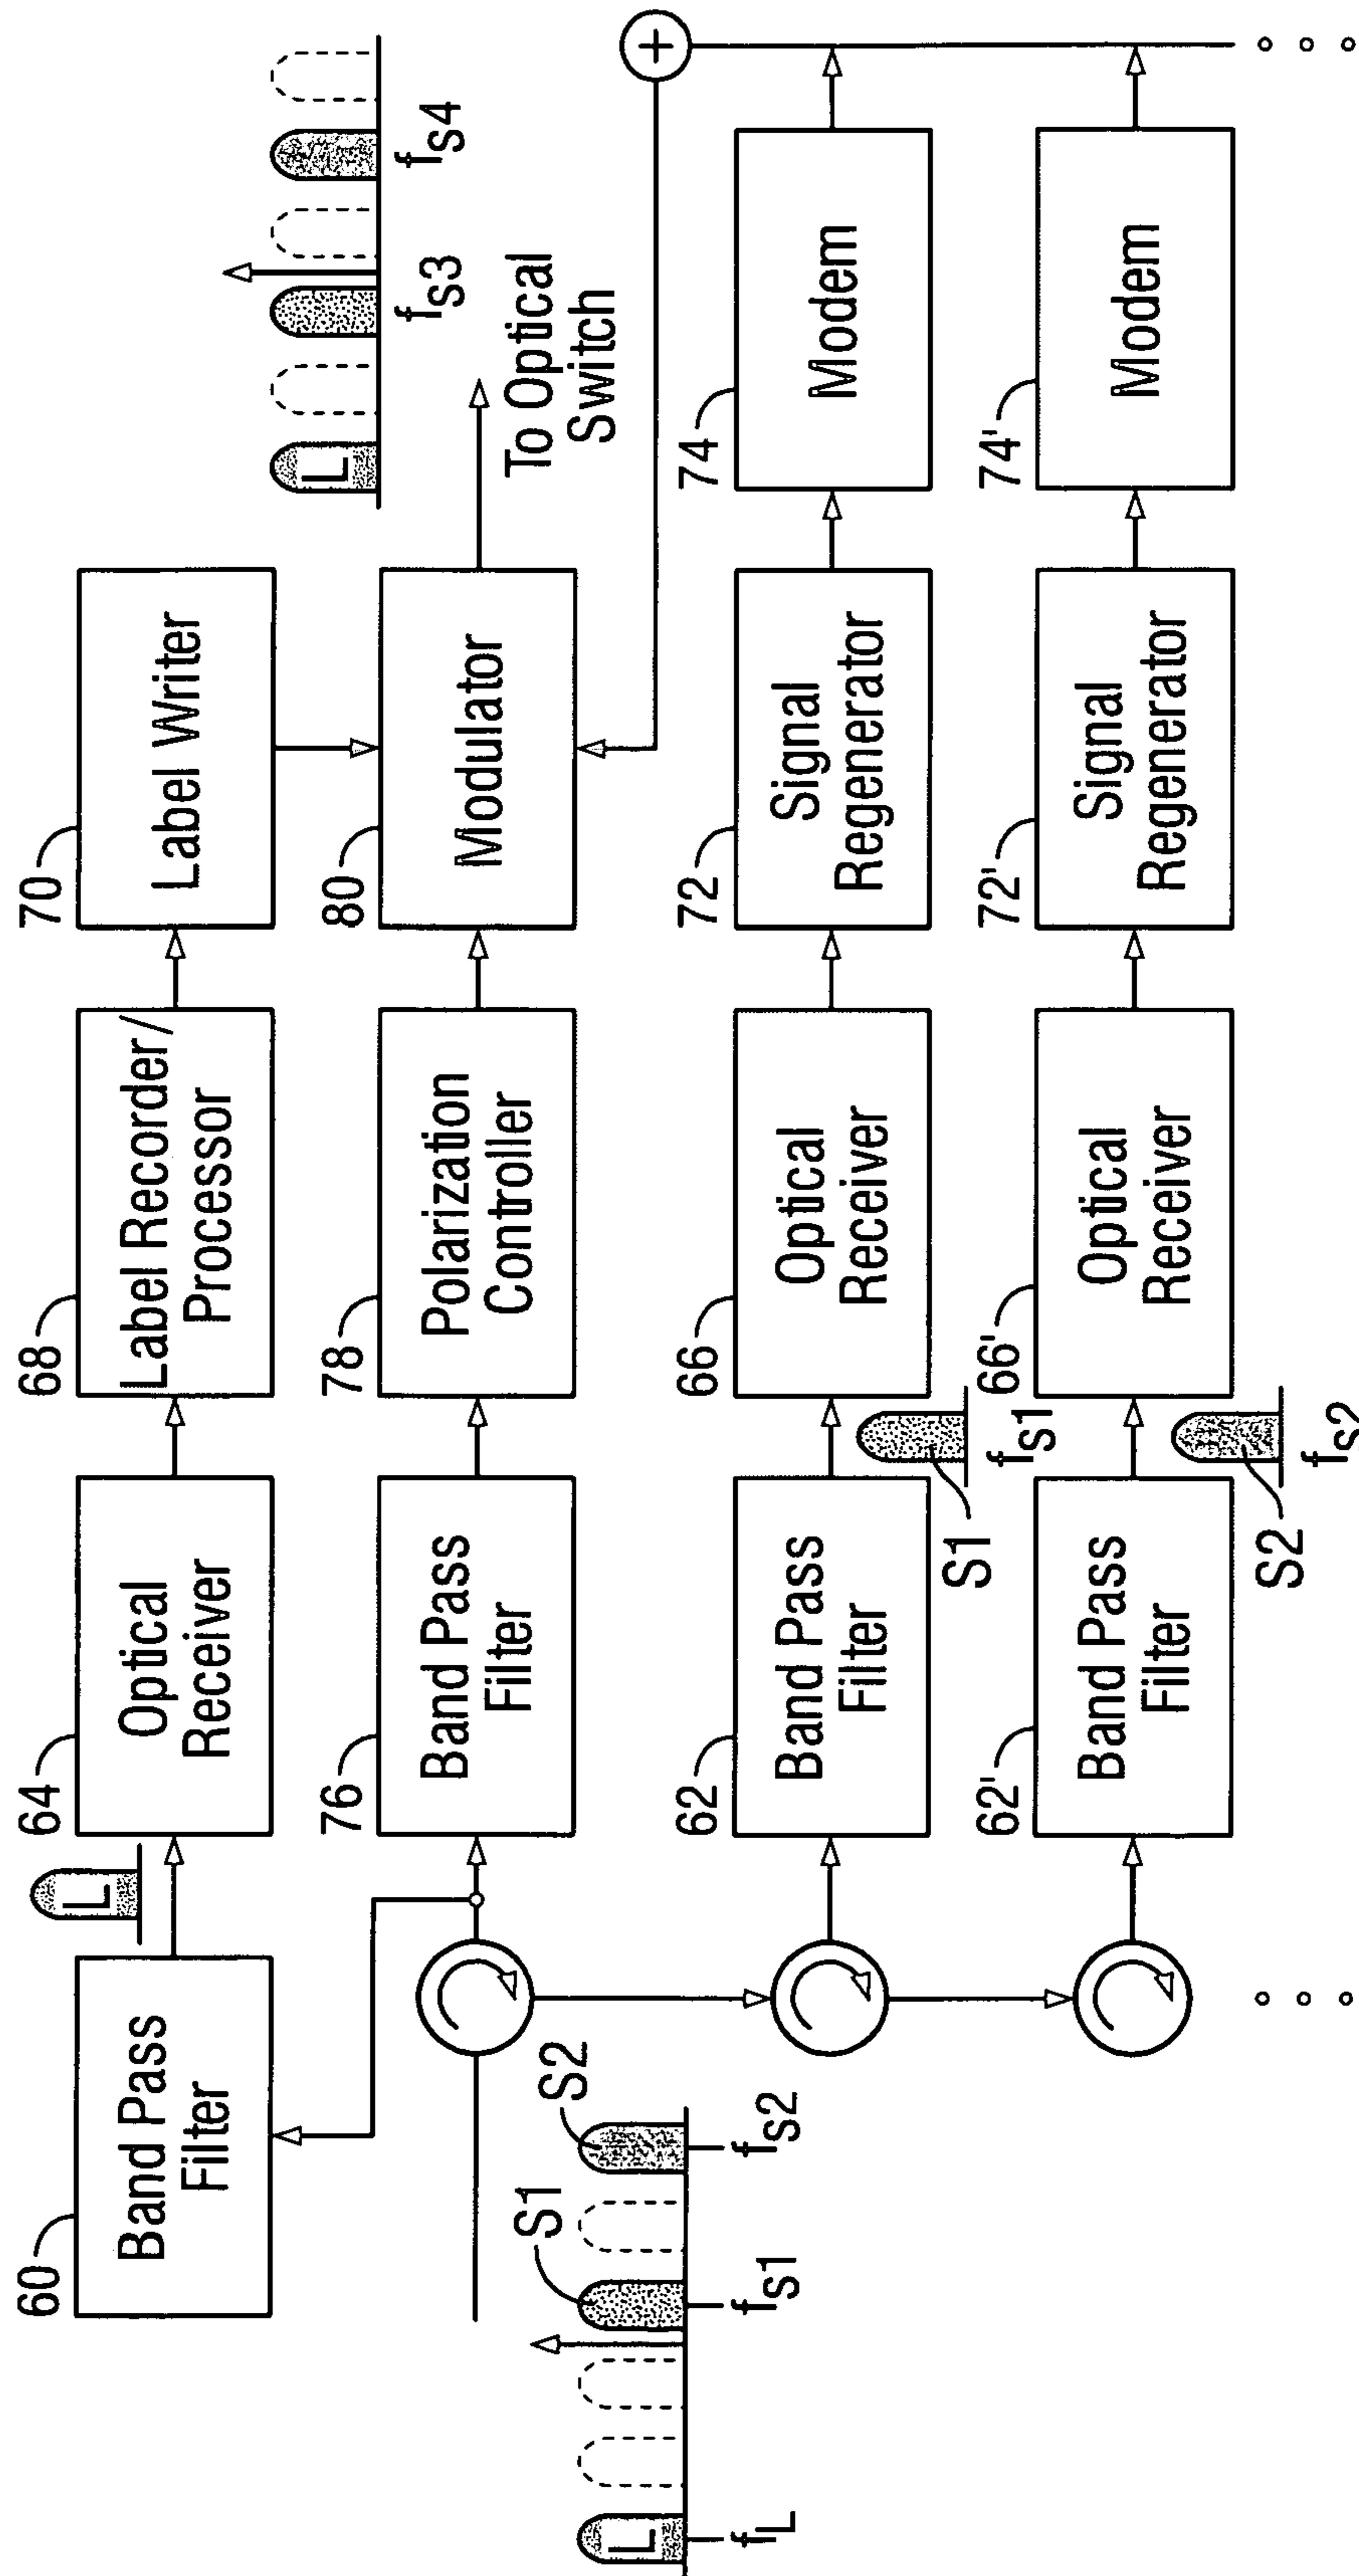 60
Band Pass
Filter
L
64
Optical
Receiver
68
Label Recorder/
Processor
70
Label Writer
L
fs3
fs4
76
Band Pass
Filter
78
Polarization
Controller
80
Modulator
To Optical
Switch
L
fL
S1
fs1
S2
fs2
+
62
Band Pass
Filter
S1
fs1
66
Optical
Receiver
72
Signal
Regenerator
74
Modem
62'
Band Pass
Filter
S2
fs2
66'
Optical
Receiver
72'
Signal
Regenerator
74'
Modem